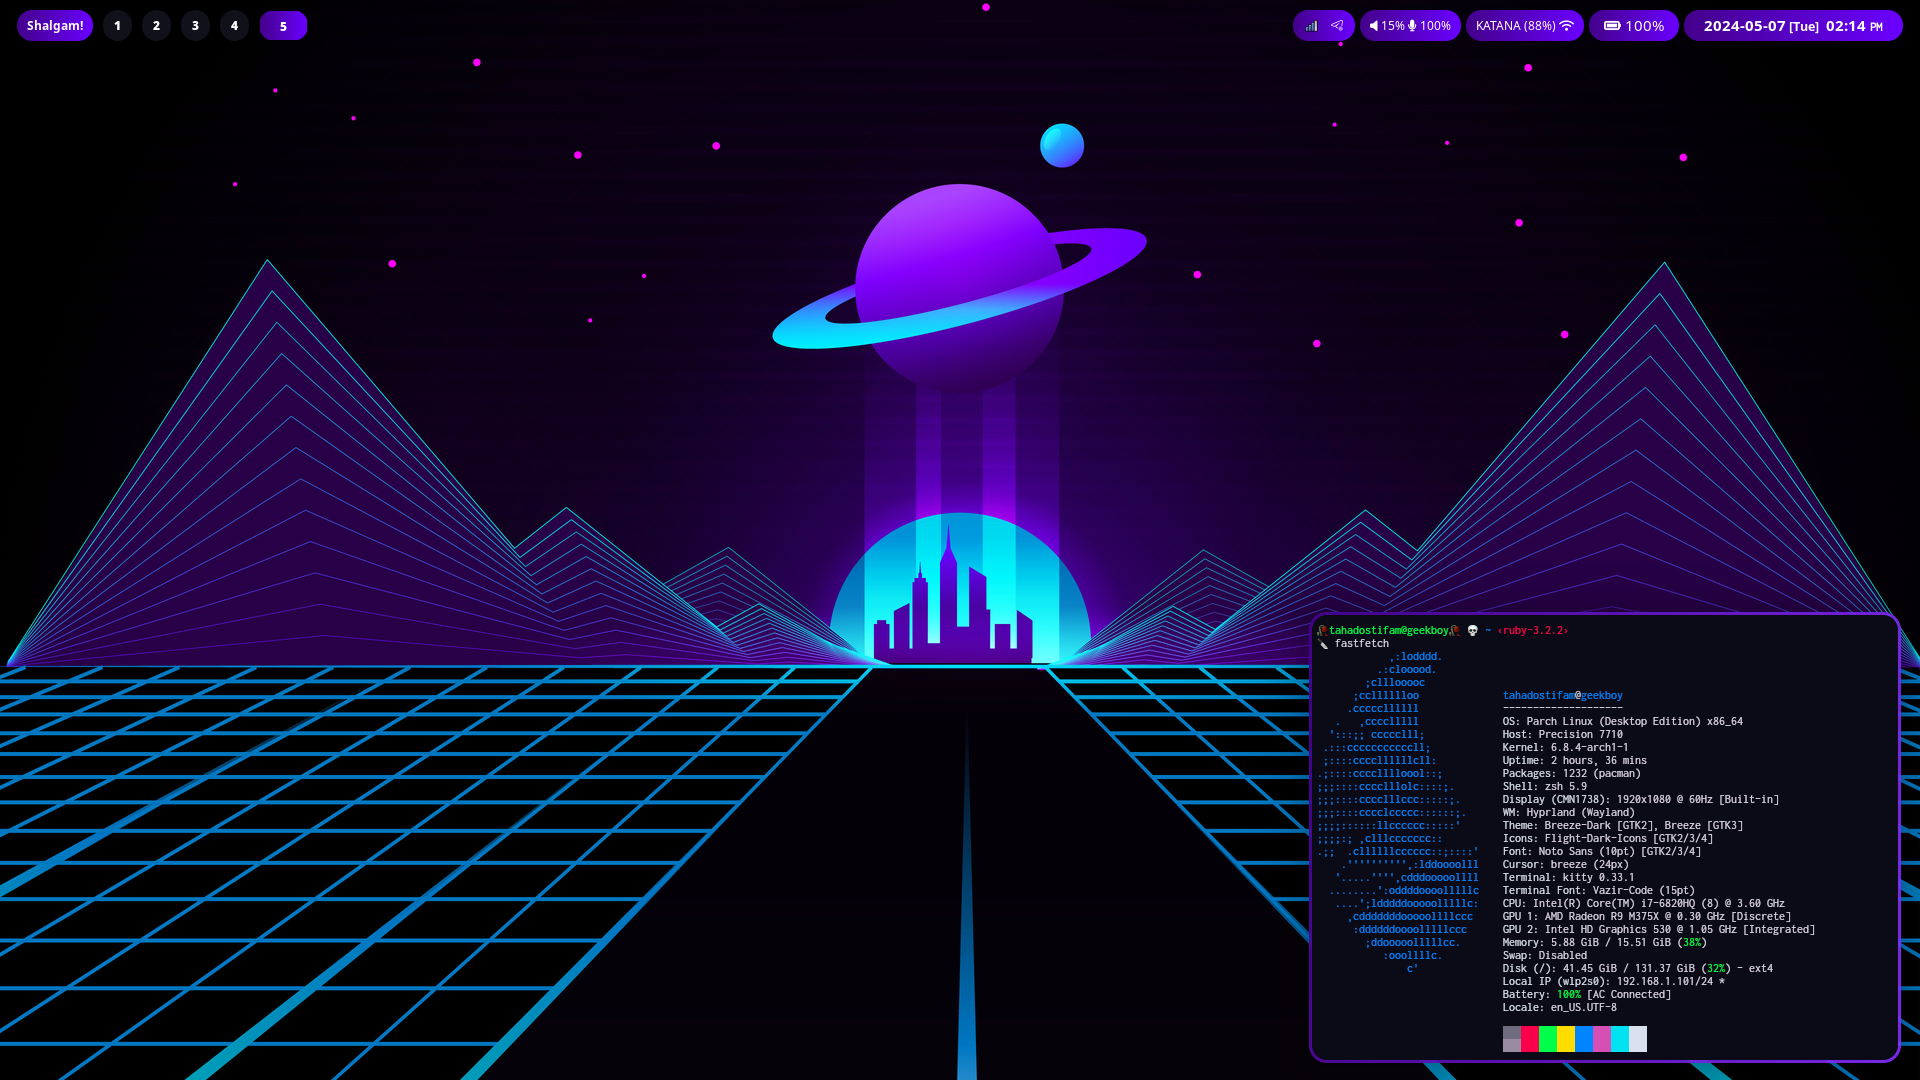 Shalgam! 1 2 3 4 5
15% 100% KATANA (88%) 100% 2024-05-07 [Tue] 02:14 PM
tahadostifam@geekboy ~ ‹ruby-3.2.2›
fastfetch
tahadostifam@geekboy
--------------------
OS: Parch Linux (Desktop Edition) x86_64
Host: Precision 7710
Kernel: 6.8.4-arch1-1
Uptime: 2 hours, 36 mins
Packages: 1232 (pacman)
Shell: zsh 5.9
Display (CMN1738): 1920x1080 @ 60Hz [Built-in]
WM: Hyprland (Wayland)
Theme: Breeze-Dark [GTK2], Breeze [GTK3]
Icons: Flight-Dark-Icons [GTK2/3/4]
Font: Noto Sans (10pt) [GTK2/3/4]
Cursor: breeze (24px)
Terminal: kitty 0.33.1
Terminal Font: Vazir-Code (15pt)
CPU: Intel(R) Core(TM) i7-6820HQ (8) @ 3.60 GHz
GPU 1: AMD Radeon R9 M375X @ 0.30 GHz [Discrete]
GPU 2: Intel HD Graphics 530 @ 1.05 GHz [Integrated]
Memory: 5.88 GiB / 15.51 GiB (38%)
Swap: Disabled
Disk (/): 41.45 GiB / 131.37 GiB (32%) - ext4
Local IP (wlp2s0): 192.168.1.101/24 *
Battery: 100% [AC Connected]
Locale: en_US.UTF-8